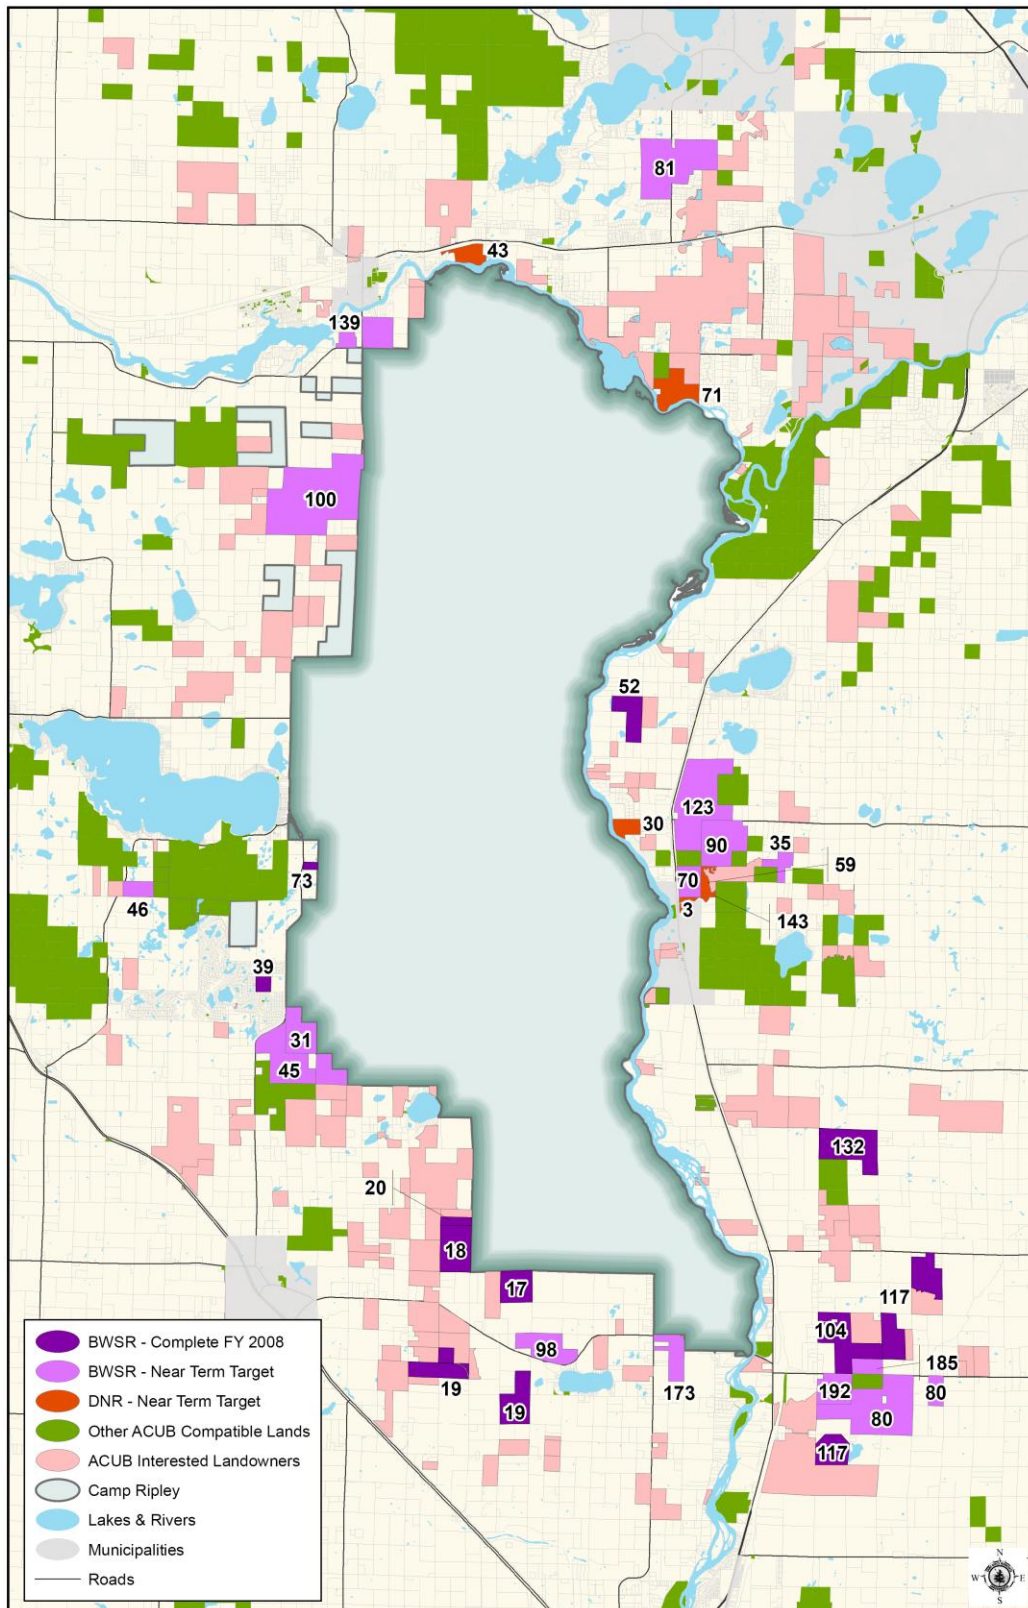 81
43
139
71
100
52
123
30
90
35
59
70
73
46
3
143
39
31
45
132
20
18
17
117
104
98
185
19
173
192
80
19
80
117
BWSR - Complete FY 2008
BWSR - Near Term Target
DNR - Near Term Target
Other ACUB Compatible Lands
ACUB Interested Landowners
Camp Ripley
Lakes & Rivers
Municipalities
Roads
N
W E
S